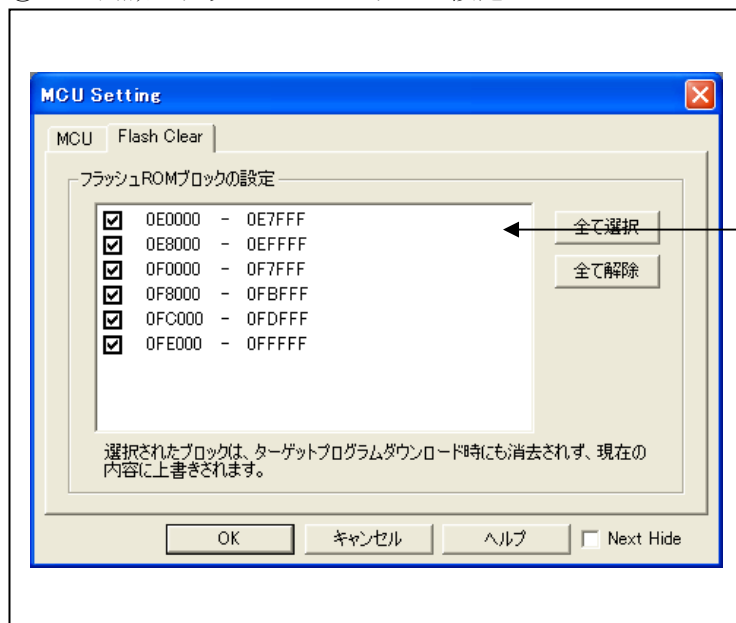 MCU Setting
MCU Flash Clear
フラッシュROMブロックの設定
0E0000 - 0E7FFF
0E8000 - 0EFFFF
0F0000 - 0F7FFF
0F8000 - 0FBFFF
0FC000 - 0FDFFF
0FE000 - 0FFFFF
全て選択
全て解除
選択されたブロックは、ターゲットプログラムダウンロード時にも消去されず、現在の
内容に上書きされます。
OK キャンセル ヘルプ Next Hide